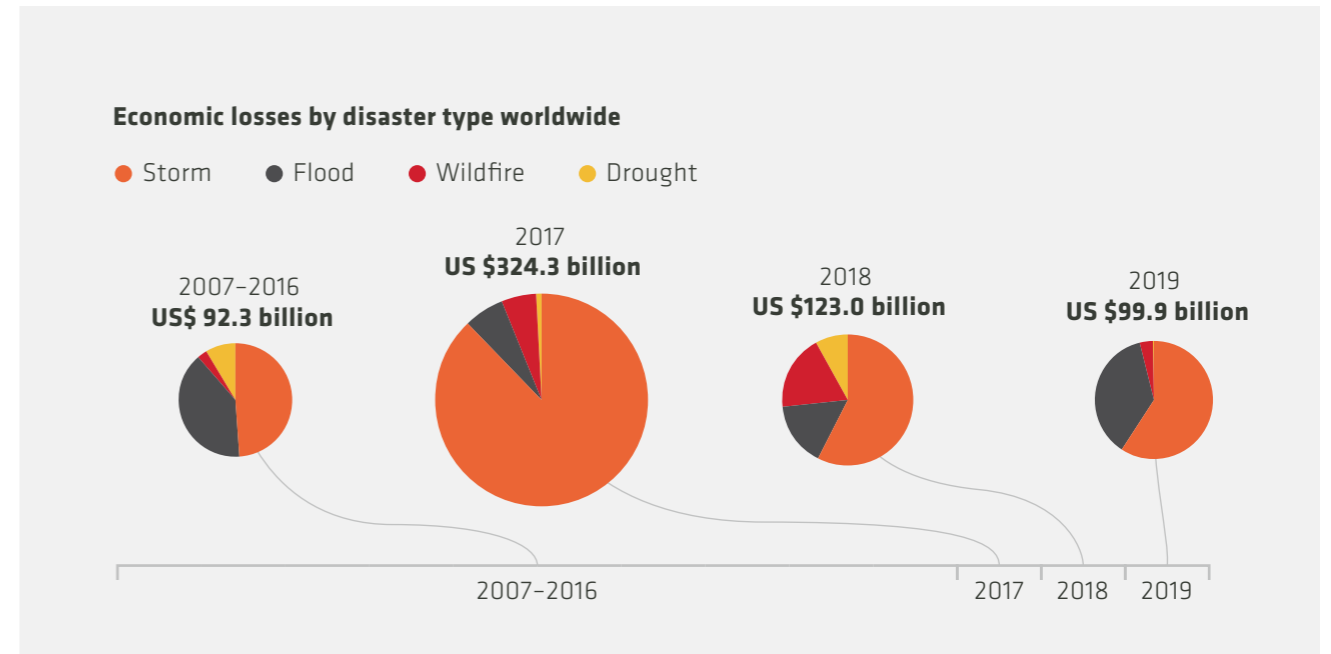 Economic losses by disaster type worldwide
Storm Flood Wildfire Drought
2007–2016
US$ 92.3 billion
2017
US $324.3 billion
2018
US $123.0 billion
2019
US $99.9 billion
2007–2016 2017 2018 2019